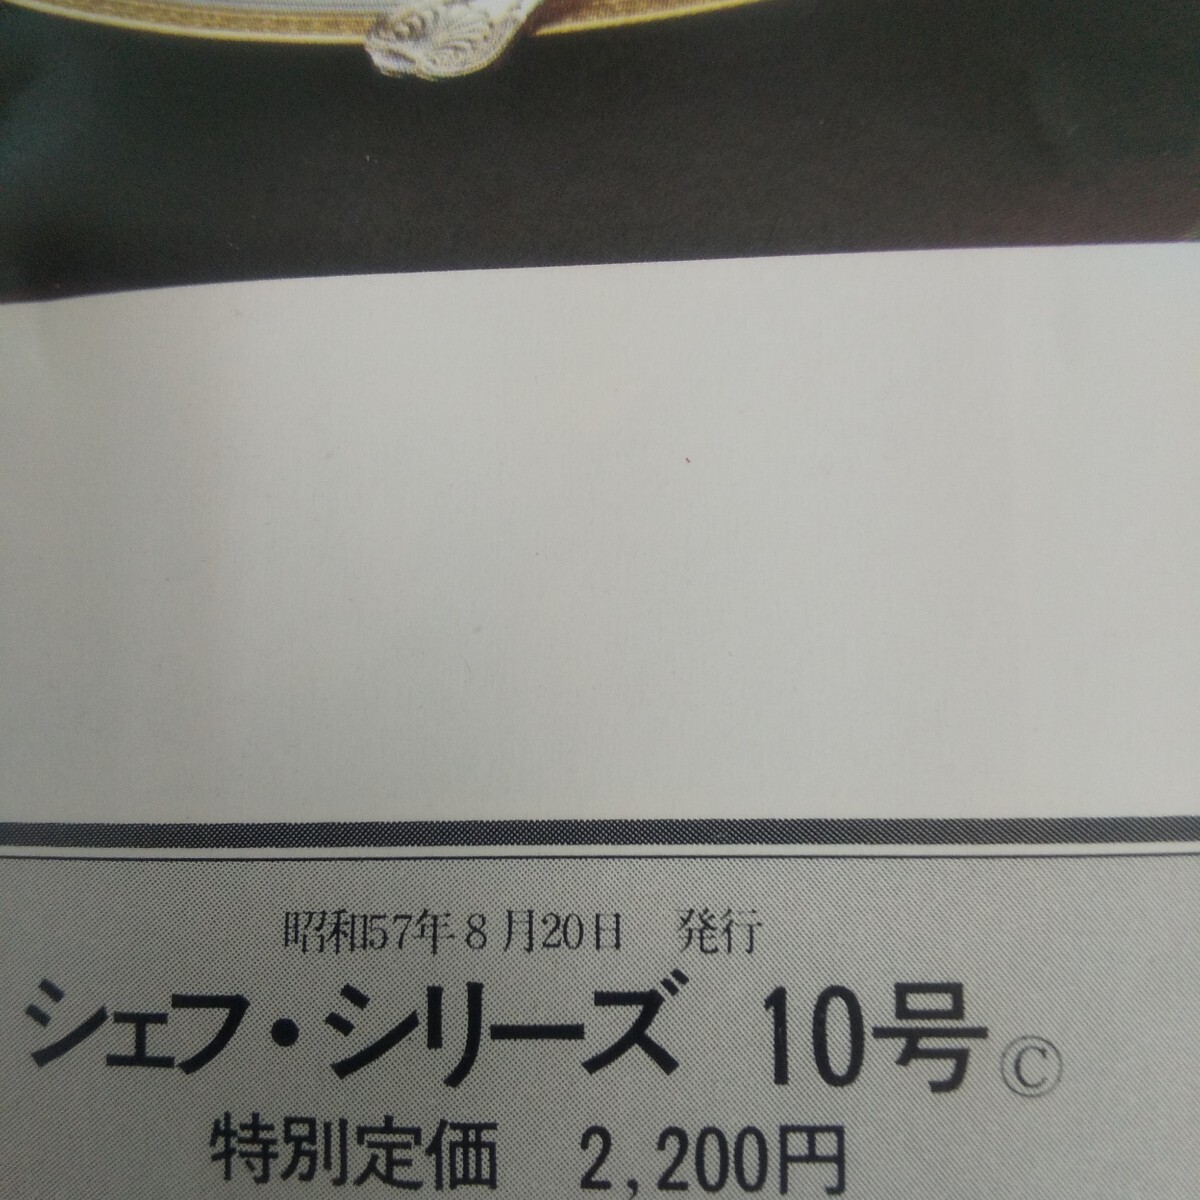 昭和57年8月20日　発行
シェフ・シリーズ　10号Ⓒ
特別定価　2,200円